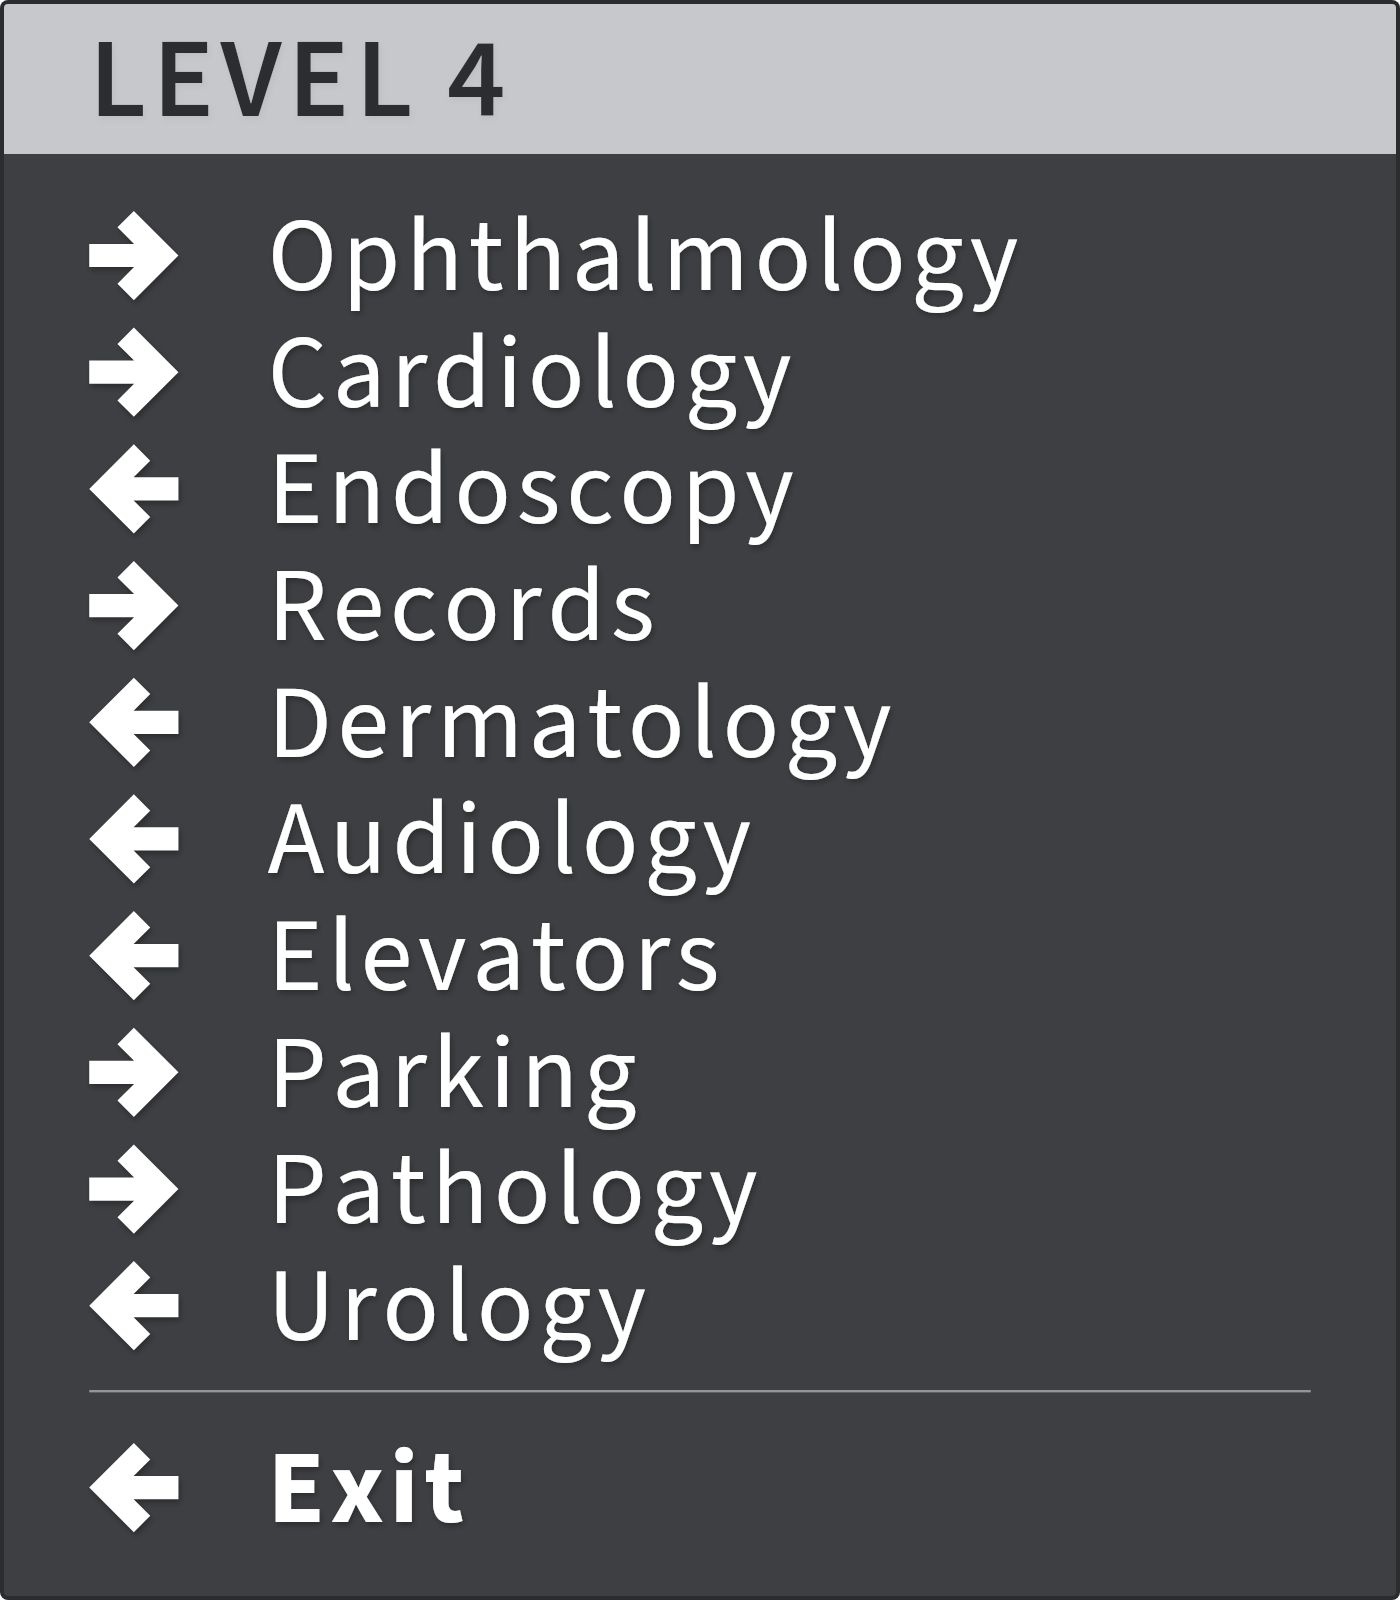 LEVEL 4
→ Ophthalmology
→ Cardiology
← Endoscopy
→ Records
← Dermatology
← Audiology
← Elevators
→ Parking
→ Pathology
← Urology
← Exit